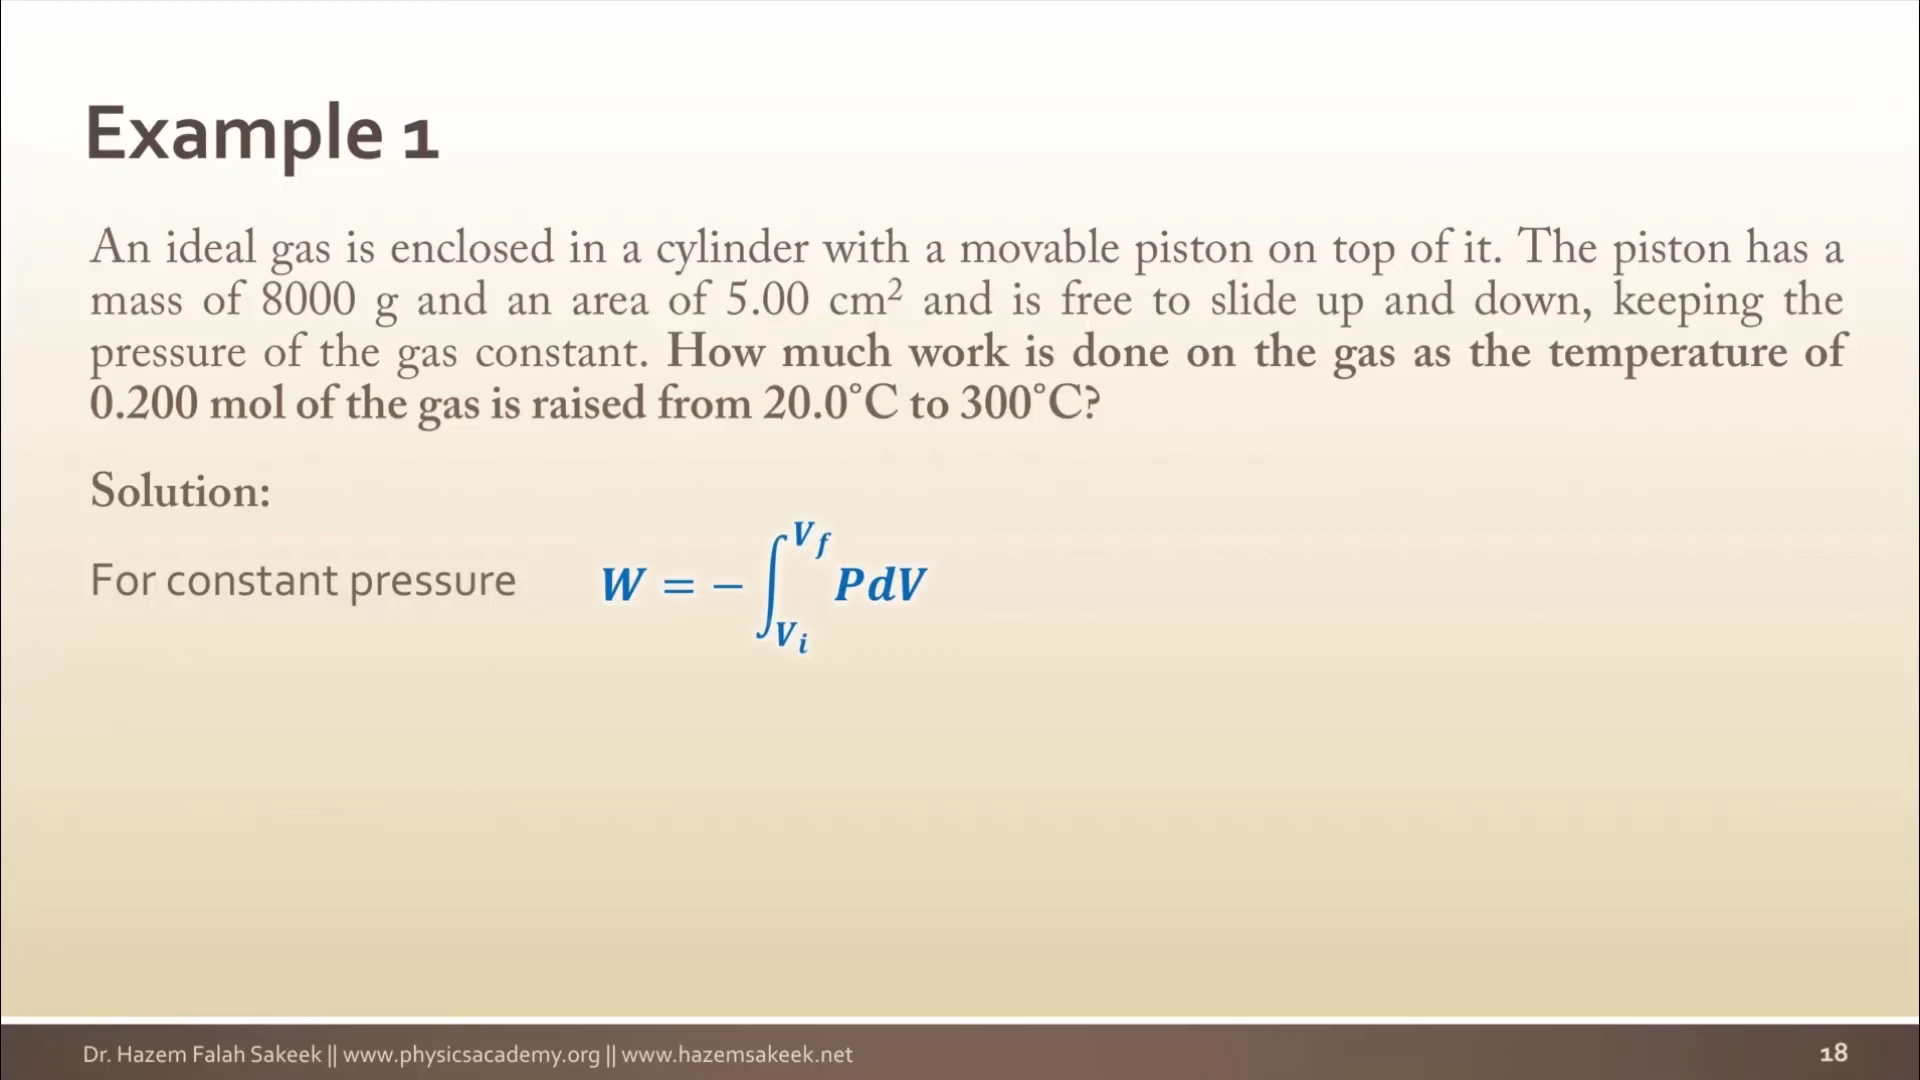 Example 1
An ideal gas is enclosed in a cylinder with a movable piston on top of it. The piston has a
mass of 8000 g and an area of 5.00 cm² and is free to slide up and down, keeping the
pressure of the gas constant. How much work is done on the gas as the temperature of
0.200 mol of the gas is raised from 20.0°C to 300°C?
Solution:
For constant pressure W = −∫_{V_i}^{V_f} PdV
Dr. Hazem Falah Sakeek || www.physicsacademy.org || www.hazemsakeek.net 18